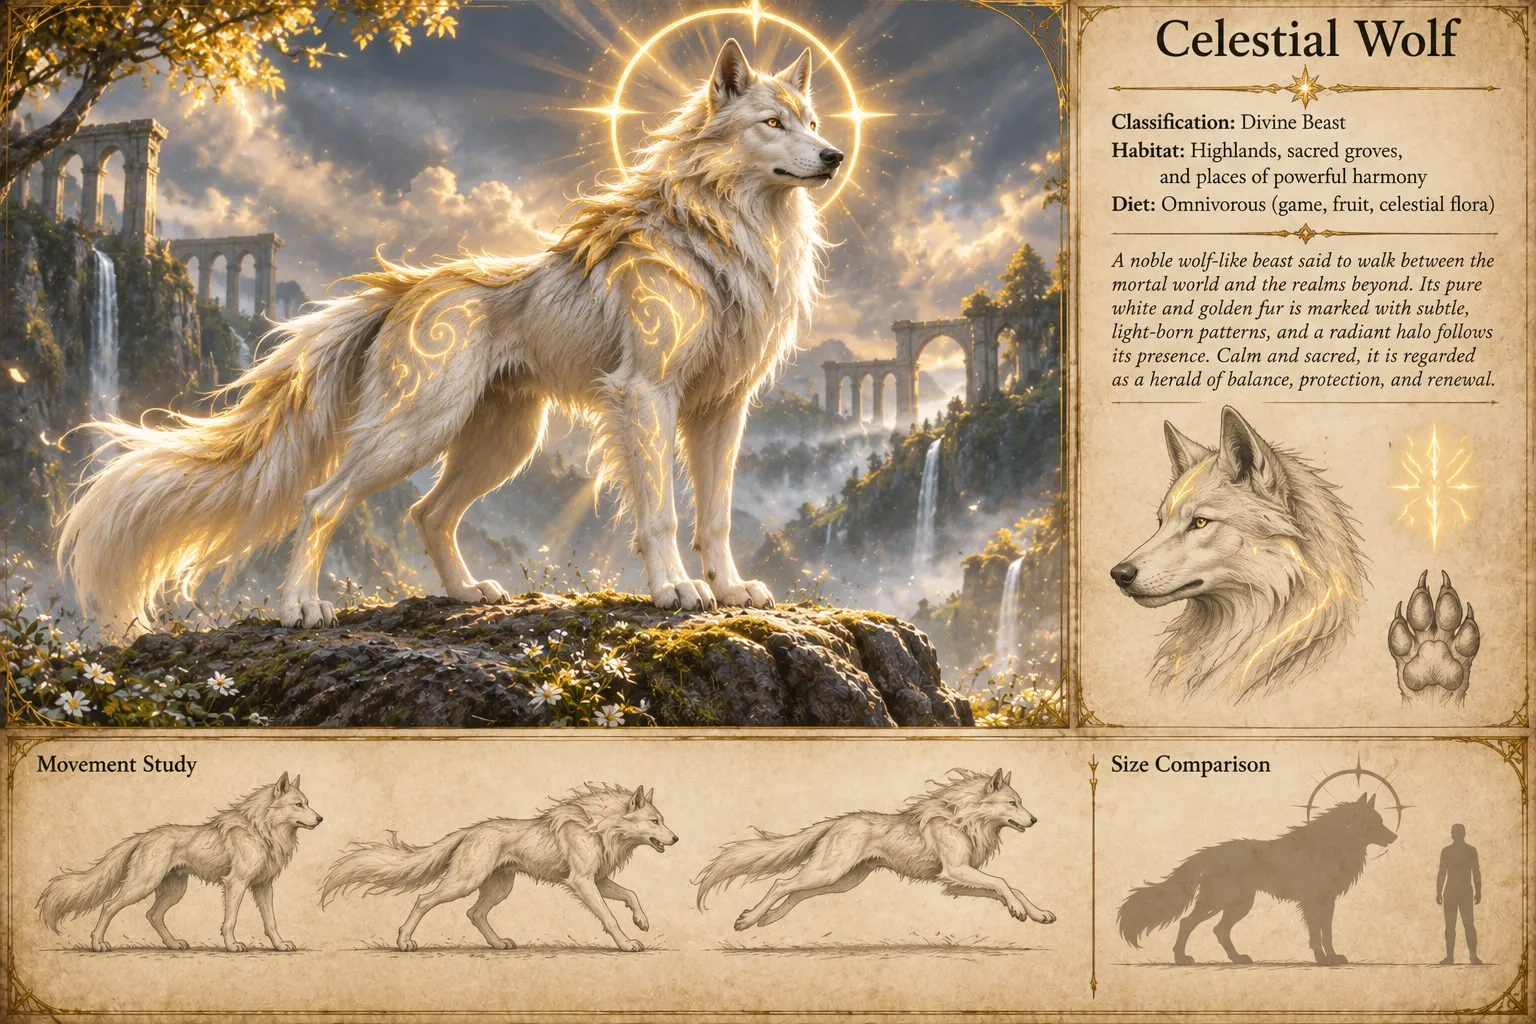 Celestial Wolf
Classification: Divine Beast
Habitat: Highlands, sacred groves,
and places of powerful harmony
Diet: Omnivorous (game, fruit, celestial flora)
A noble wolf-like beast said to walk between the
mortal world and the realms beyond. Its pure
white and golden fur is marked with subtle,
light-born patterns, and a radiant halo follows
its presence. Calm and sacred, it is regarded
as a herald of balance, protection, and renewal.
Movement Study
Size Comparison